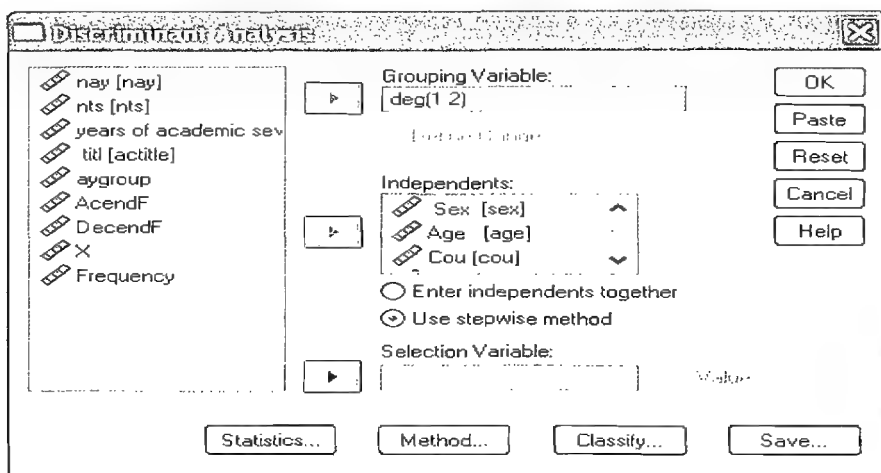 Discriminant Analysis
nay [nay]
nts [nts]
years of academic sev
titl [actitle]
aygroup
AcendF
DecendF
X
Frequency
Grouping Variable:
deg(1 2)
Independents:
Sex [sex]
Age [age]
Cou [cou]
Enter independents together
Use stepwise method
Selection Variable:
Value
OK
Paste
Reset
Cancel
Help
Statistics...
Method...
Classify...
Save...